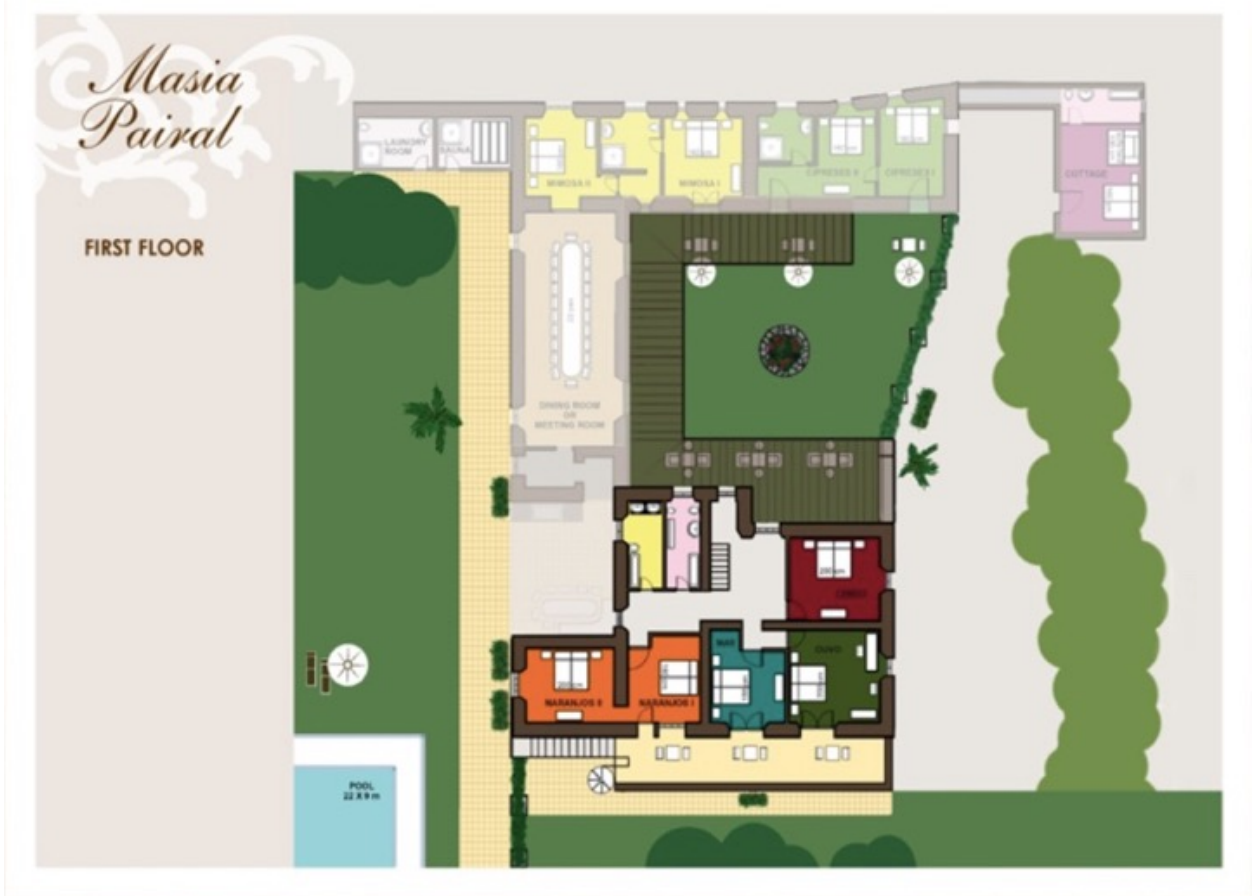 Masia
Pairal
FIRST FLOOR
LAUNDRY
ROOM
SAUNA
MIMOSA II
MIMOSA I
CIPRESES II
CIPRESES I
COTTAGE
DINING ROOM
OR
MEETING ROOM
MAR
OLIVO
NARANJOS II
NARANJOS I
POOL
22 X 9 m